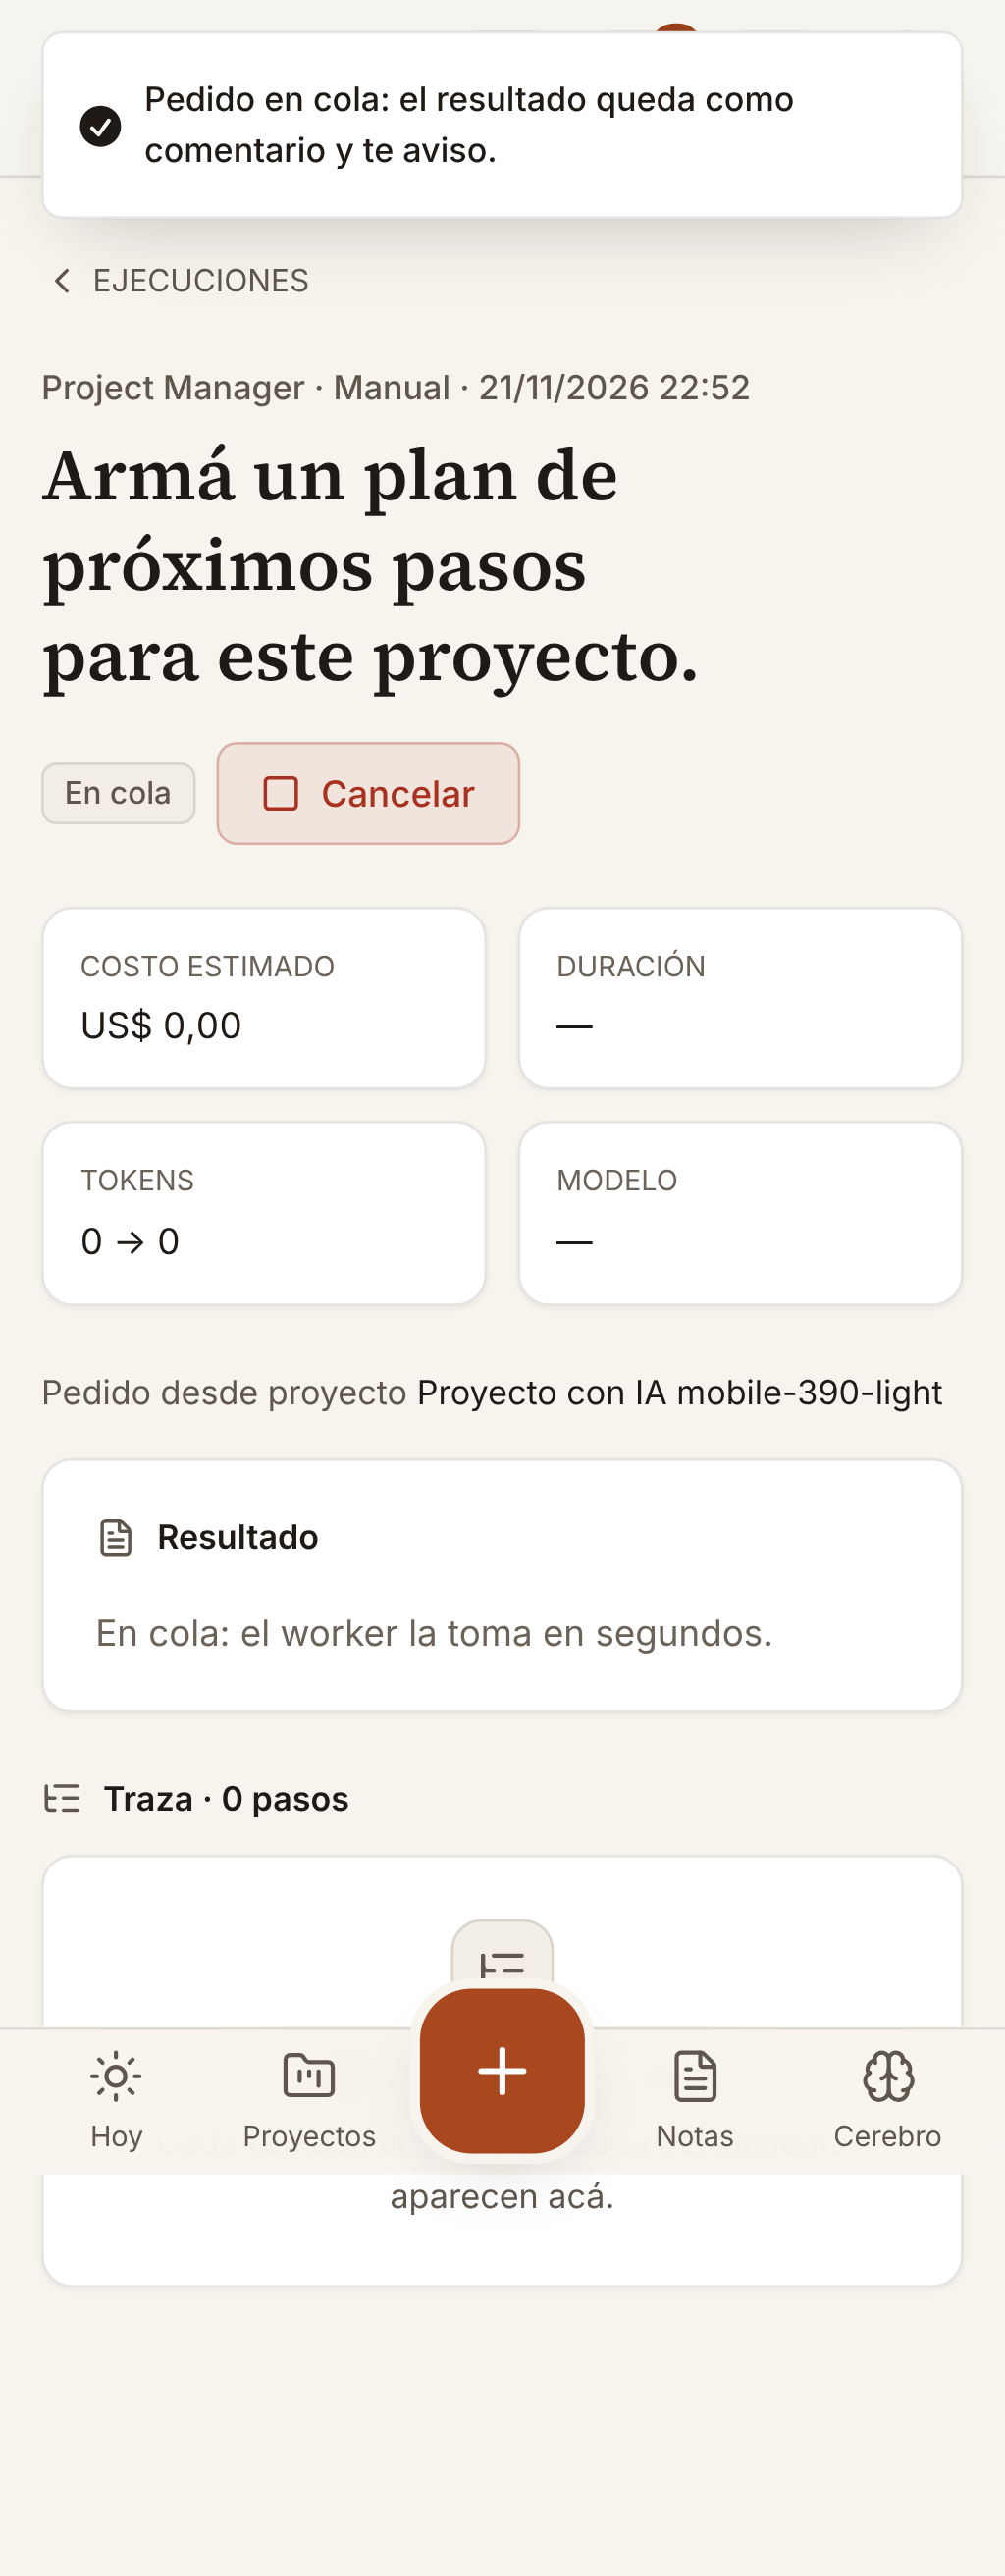 Pedido en cola: el resultado queda como
comentario y te aviso.
EJECUCIONES
Project Manager · Manual · 21/11/2026 22:52
Armá un plan de
próximos pasos
para este proyecto.
En cola
Cancelar
COSTO ESTIMADO
US$ 0,00
DURACIÓN
—
TOKENS
0 → 0
MODELO
—
Pedido desde proyecto Proyecto con IA mobile-390-light
Resultado
En cola: el worker la toma en segundos.
Traza · 0 pasos
Hoy
Proyectos
Notas
Cerebro
aparecen acá.